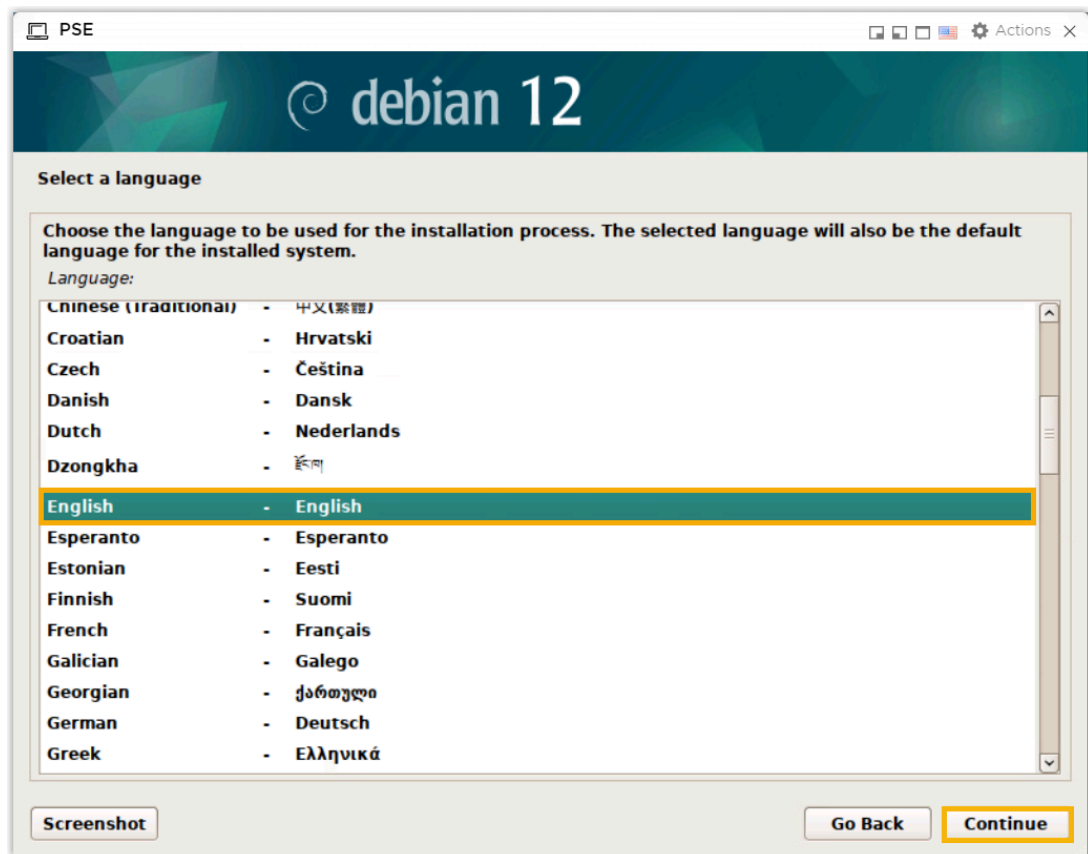 PSE
Actions
debian 12
Select a language
Choose the language to be used for the installation process. The selected language will also be the default
language for the installed system.
Language:
Chinese (Traditional) - 中文(繁體)
Croatian - Hrvatski
Czech - Čeština
Danish - Dansk
Dutch - Nederlands
Dzongkha - རྫོང་ཁ།
English - English
Esperanto - Esperanto
Estonian - Eesti
Finnish - Suomi
French - Français
Galician - Galego
Georgian - ქართული
German - Deutsch
Greek - Ελληνικά
Screenshot
Go Back
Continue